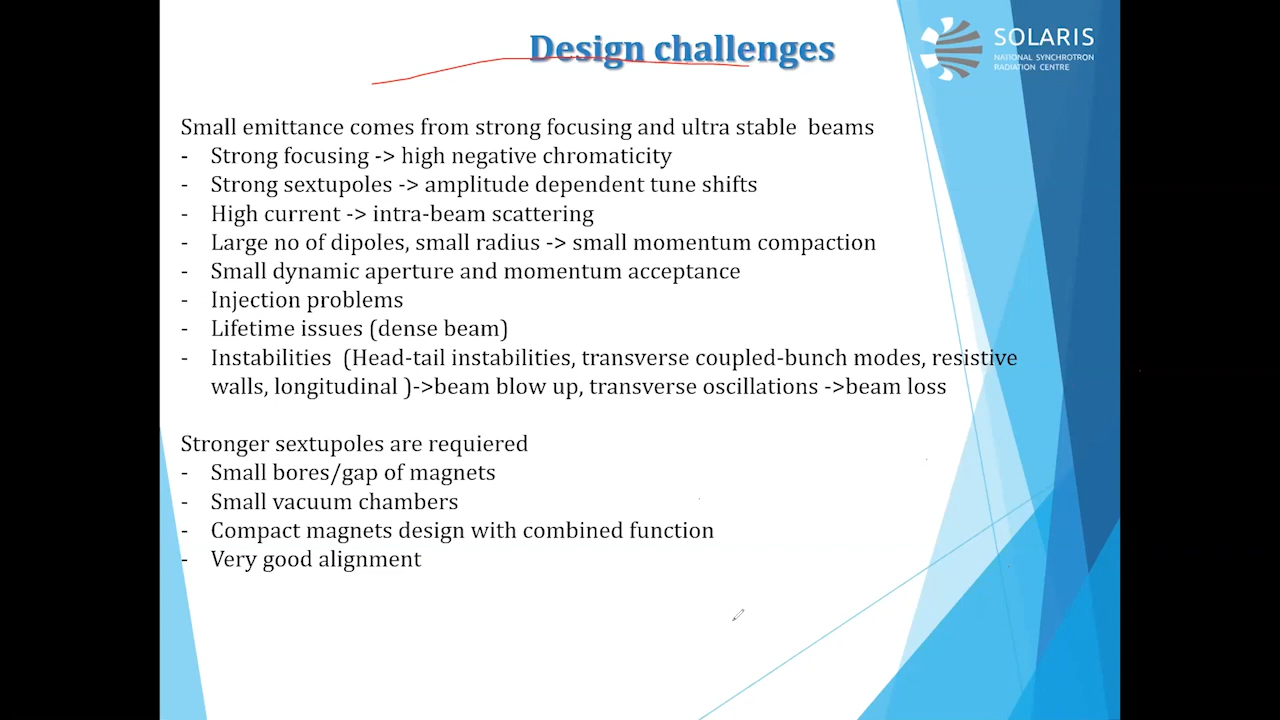 Design challenges
SOLARIS
NATIONAL SYNCHROTRON
RADIATION CENTRE
Small emittance comes from strong focusing and ultra stable beams
- Strong focusing -> high negative chromaticity
- Strong sextupoles -> amplitude dependent tune shifts
- High current -> intra-beam scattering
- Large no of dipoles, small radius -> small momentum compaction
- Small dynamic aperture and momentum acceptance
- Injection problems
- Lifetime issues (dense beam)
- Instabilities (Head-tail instabilities, transverse coupled-bunch modes, resistive
walls, longitudinal )->beam blow up, transverse oscillations ->beam loss
Stronger sextupoles are requiered
- Small bores/gap of magnets
- Small vacuum chambers
- Compact magnets design with combined function
- Very good alignment